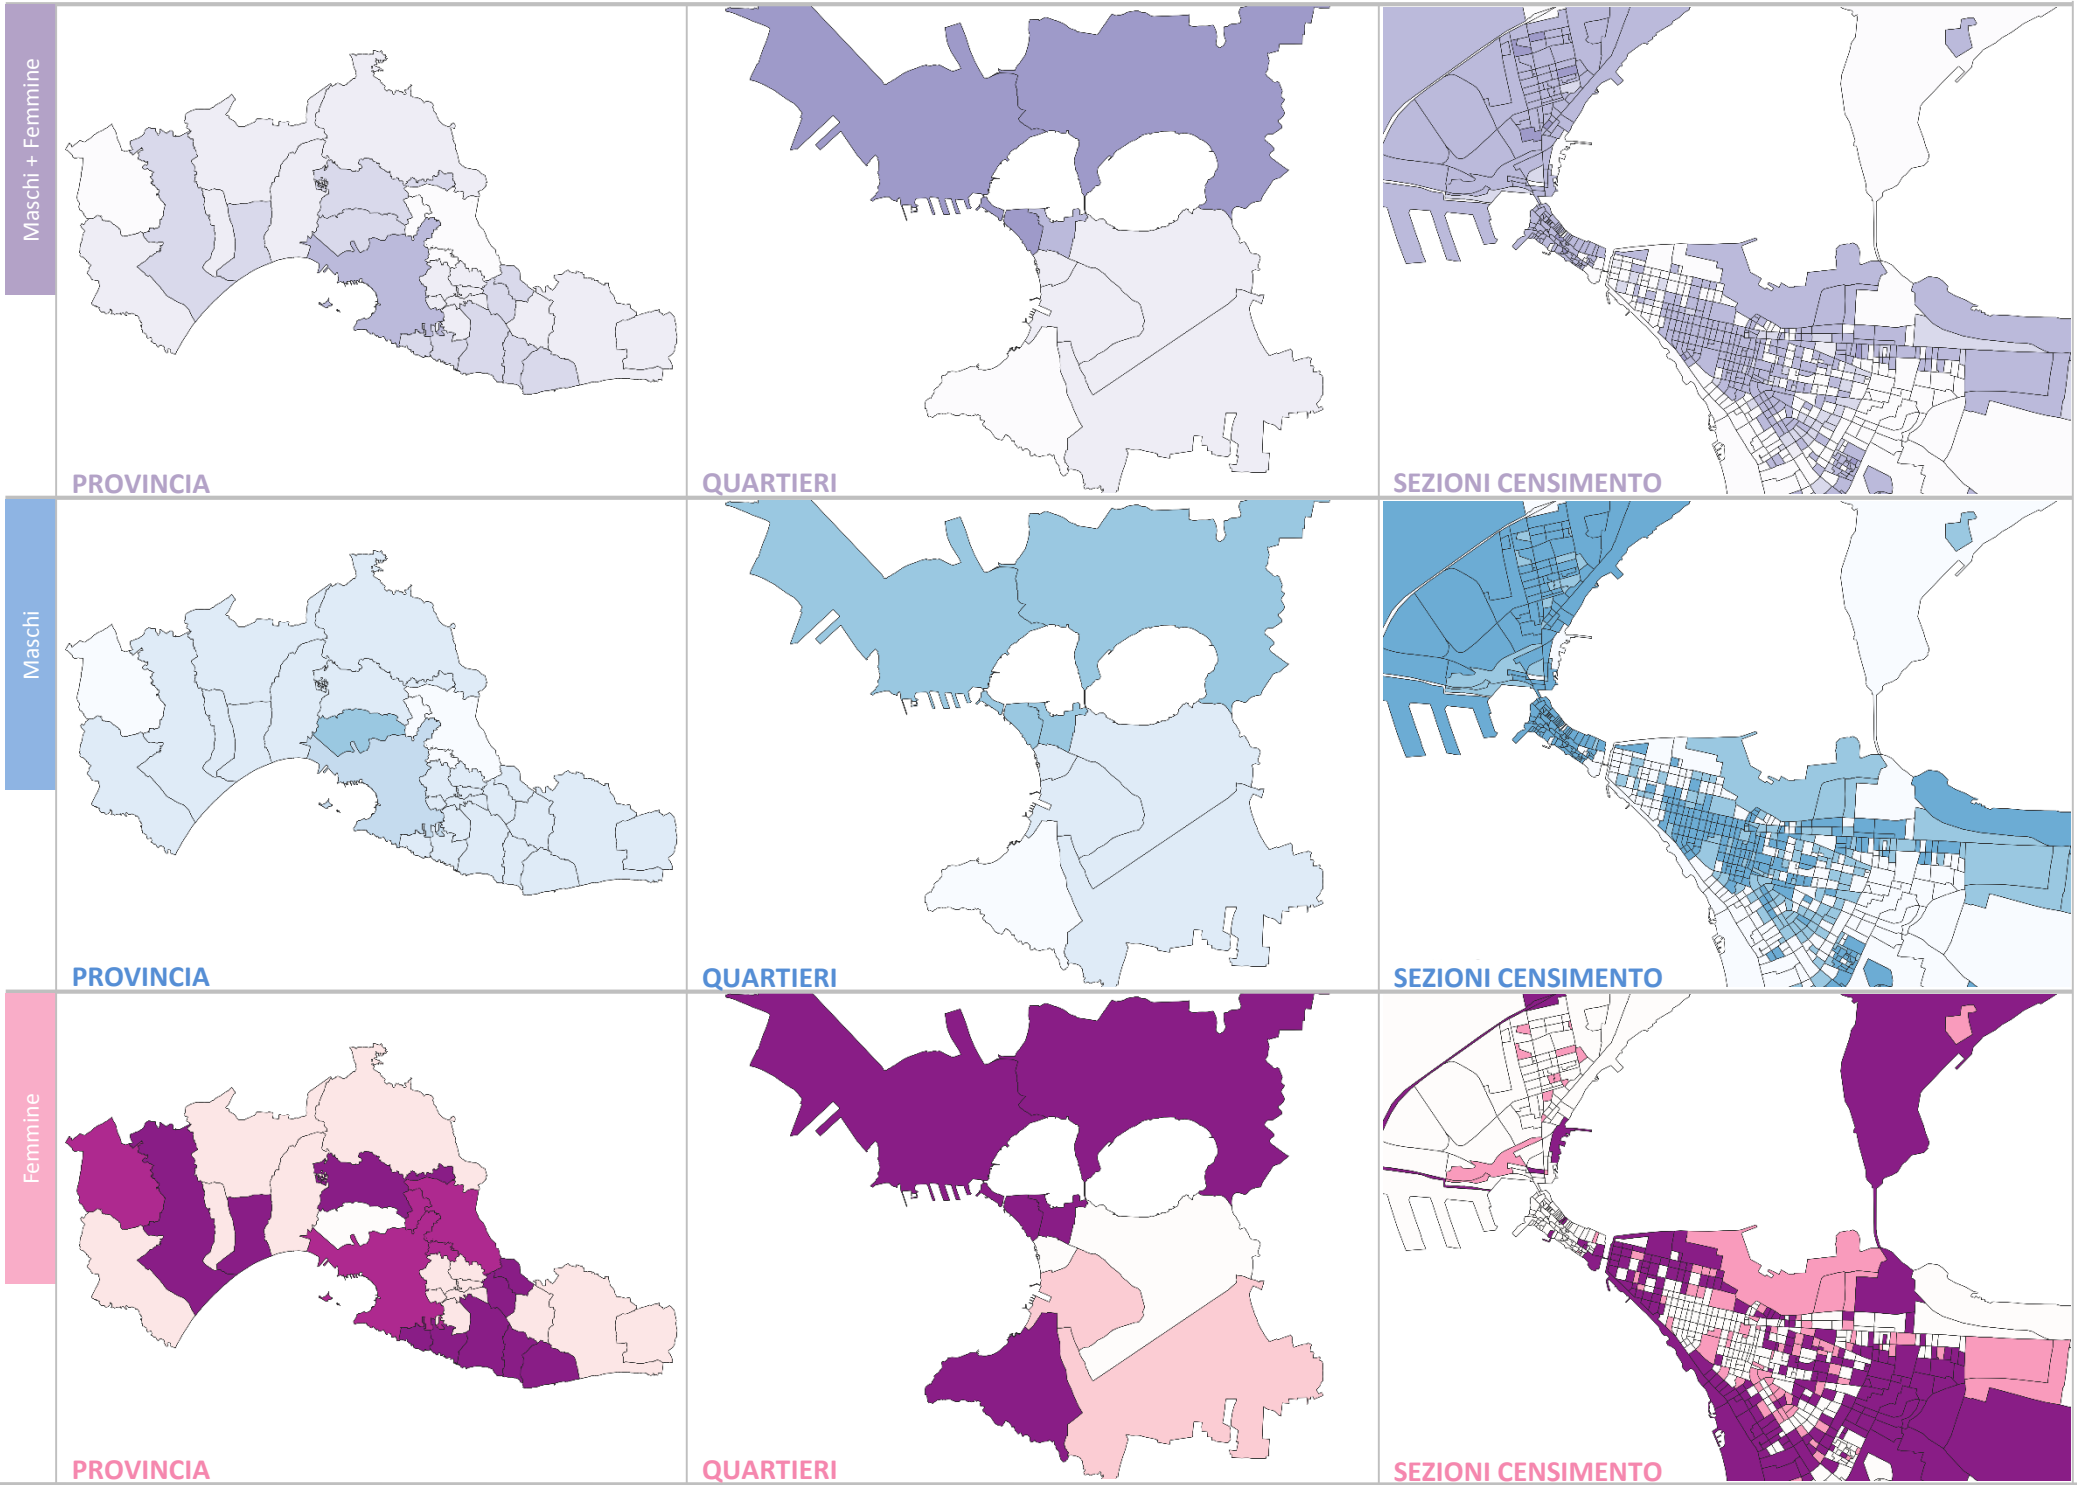 Maschi + Femmine
PROVINCIA
QUARTIERI
SEZIONI CENSIMENTO
Maschi
PROVINCIA
QUARTIERI
SEZIONI CENSIMENTO
Femmine
PROVINCIA
QUARTIERI
SEZIONI CENSIMENTO